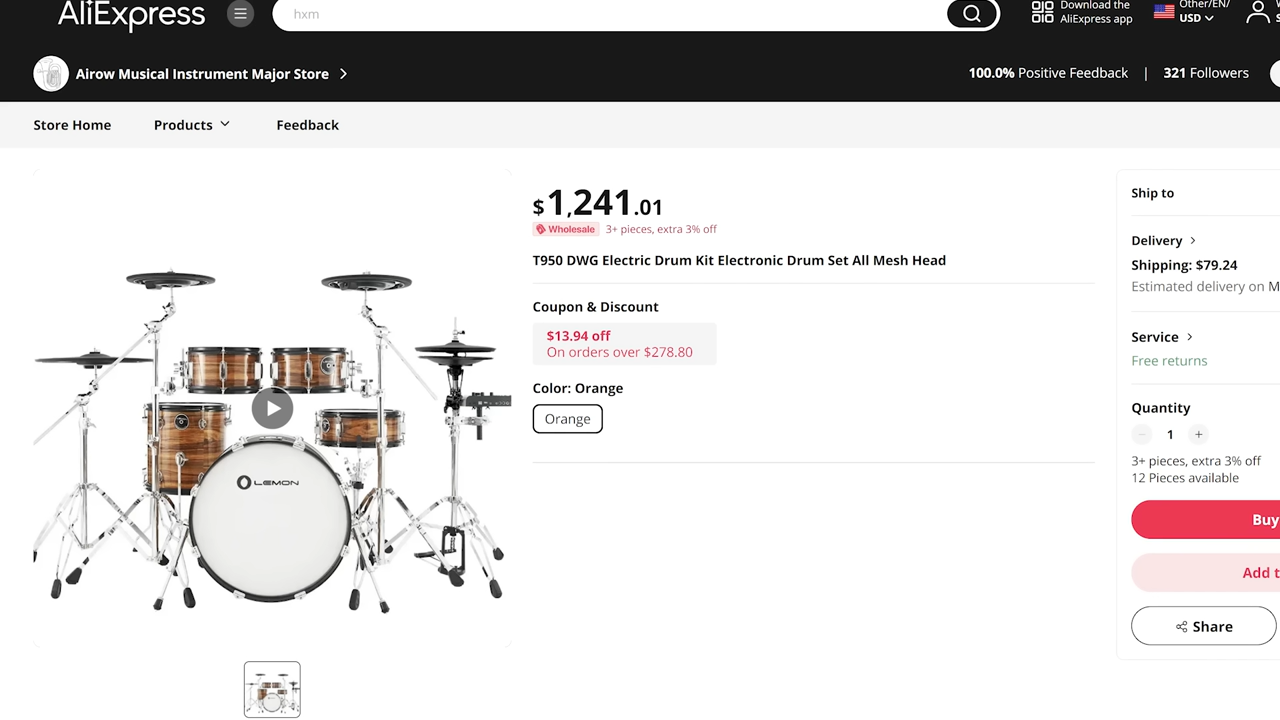 AliExpress
hxm
Download the
AliExpress app
Other/EN/
USD
Airow Musical Instrument Major Store
100.0% Positive Feedback | 321 Followers
Store Home
Products
Feedback
$1,241.01
Wholesale 3+ pieces, extra 3% off
T950 DWG Electric Drum Kit Electronic Drum Set All Mesh Head
Coupon & Discount
$13.94 off
On orders over $278.80
Color: Orange
Orange
LEMON
Ship to
Delivery
Shipping: $79.24
Estimated delivery on M
Service
Free returns
Quantity
1
3+ pieces, extra 3% off
12 Pieces available
Buy
Add t
Share